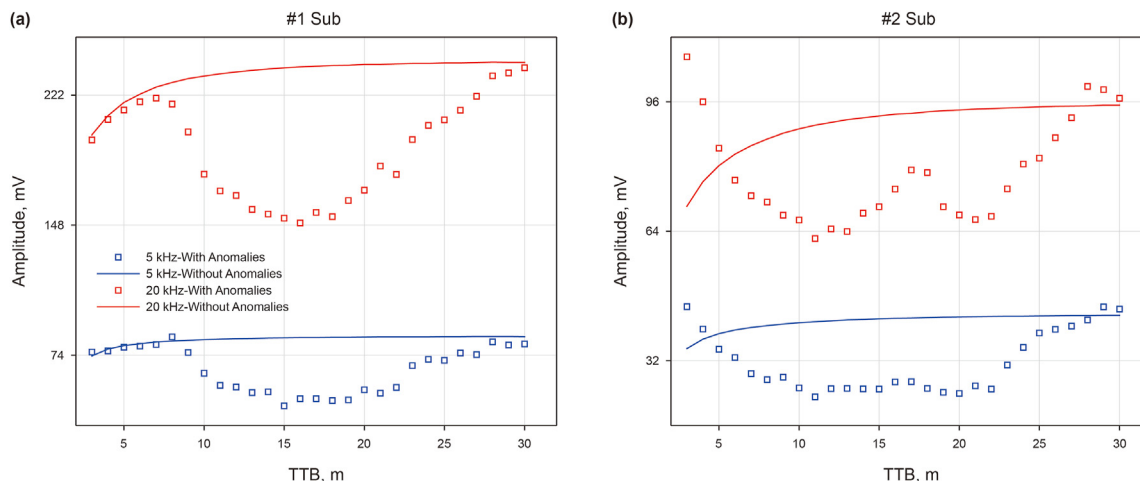 (a)
#1 Sub
Amplitude, mV
222
148
74
5 kHz-With Anomalies
5 kHz-Without Anomalies
20 kHz-With Anomalies
20 kHz-Without Anomalies
5
10
15
20
25
30
TTB, m
(b)
#2 Sub
Amplitude, mV
96
64
32
5
10
15
20
25
30
TTB, m